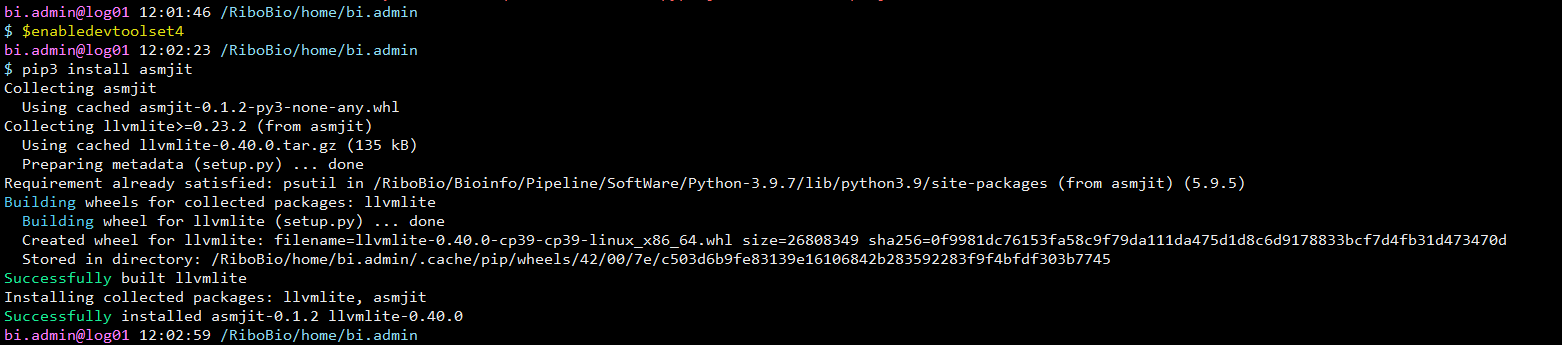 bi.admin@log01 12:01:46 /RiboBio/home/bi.admin
$ $enabledevtoolset4
bi.admin@log01 12:02:23 /RiboBio/home/bi.admin
$ pip3 install asmjit
Collecting asmjit
  Using cached asmjit-0.1.2-py3-none-any.whl
Collecting llvmlite>=0.23.2 (from asmjit)
  Using cached llvmlite-0.40.0.tar.gz (135 kB)
  Preparing metadata (setup.py) ... done
Requirement already satisfied: psutil in /RiboBio/Bioinfo/Pipeline/SoftWare/Python-3.9.7/lib/python3.9/site-packages (from asmjit) (5.9.5)
Building wheels for collected packages: llvmlite
  Building wheel for llvmlite (setup.py) ... done
  Created wheel for llvmlite: filename=llvmlite-0.40.0-cp39-cp39-linux_x86_64.whl size=26808349 sha256=0f9981dc76153fa58c9f79da111da475d1d8c6d9178833bcf7d4fb31d473470d
  Stored in directory: /RiboBio/home/bi.admin/.cache/pip/wheels/42/00/7e/c503d6b9fe83139e16106842b283592283f9f4bfdf303b7745
Successfully built llvmlite
Installing collected packages: llvmlite, asmjit
Successfully installed asmjit-0.1.2 llvmlite-0.40.0
bi.admin@log01 12:02:59 /RiboBio/home/bi.admin